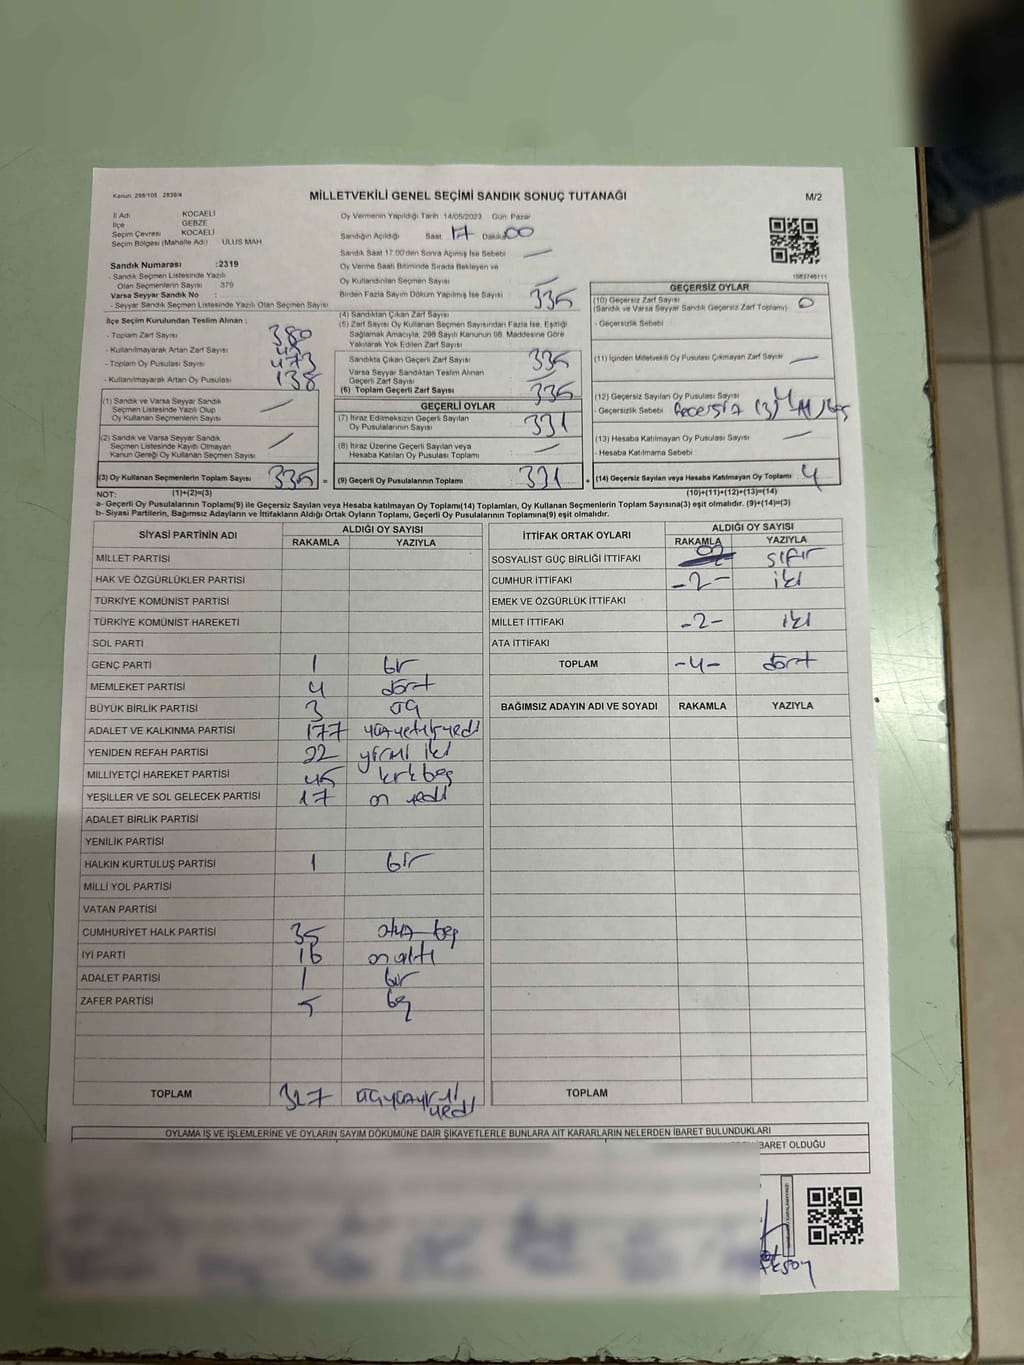 Kanun. 298/105 2839/4
MİLLETVEKİLİ GENEL SEÇİMİ SANDIK SONUÇ TUTANAĞI
M/2
İl Adı KOCAELİ
İlçe GEBZE
Seçim Çevresi KOCAELİ
Seçim Bölgesi (Mahalle Adı) ULUS MAH
Oy Vermenin Yapıldığı Tarih 14/05/2023 Gün Pazar
Sandığın Açıldığı Saat 17 Dakika 00
Sandık Saat 17.00'den Sonra Açımış İse Sebebi —
Oy Verme Saati Bitiminde Sırada Bekleyen ve
Oy Kullandırılan Seçmen Sayısı
Birden Fazla Sayım Döküm Yapılmış İse Sayısı
335
Sandık Numarası :2319
- Sandık Seçmen Listesinde Yazılı
Olan Seçmenlerin Sayısı 379
Varsa Seyyar Sandık No :
- Seyyar Sandık Seçmen Listesinde Yazılı Olan Seçmen Sayısı
İlçe Seçim Kurulundan Teslim Alınan :
- Toplam Zarf Sayısı 380
- Kullanılmayarak Artan Zarf Sayısı
- Toplam Oy Pusulası Sayısı 473
- Kullanılmayarak Artan Oy Pusulası 138
(1) Sandık ve Varsa Seyyar Sandık
Seçmen Listesinde Yazılı Olup
Oy Kullanan Seçmenlerin Sayısı —
(2) Sandık ve Varsa Seyyar Sandık
Seçmen Listesinde Kayıtlı Olmayan
Kanun Gereği Oy Kullanan Seçmen Sayısı —
(3) Oy Kullanan Seçmenlerin Toplam Sayısı 335 =
(4) Sandıktan Çıkan Zarf Sayısı
(5) Zarf Sayısı Oy Kullanan Seçmen Sayısından Fazla İse, Eşitliği
Sağlamak Amacıyla; 298 Sayılı Kanunun 98. Maddesine Göre
Yakılarak Yok Edilen Zarf Sayısı
Sandıkta Çıkan Geçerli Zarf Sayısı 335
Varsa Seyyar Sandıktan Teslim Alınan
Geçerli Zarf Sayısı —
(6) Toplam Geçerli Zarf Sayısı 335
GEÇERLİ OYLAR
(7) İtiraz Edilmeksizin Geçerli Sayılan
Oy Pusulalarının Sayısı 331
(8) İtiraz Üzerine Geçerli Sayılan veya
Hesaba Katılan Oy Pusulası Toplamı —
(9) Geçerli Oy Pusulalarının Toplamı 331 +
1083746111
GEÇERSİZ OYLAR
(10) Geçersiz Zarf Sayısı
(Sandık ve Varsa Seyyar Sandık Geçersiz Zarf Toplamı) 0
- Geçersizlik Sebebi
(11) İçinden Milletvekili Oy Pusulası Çıkmayan Zarf Sayısı —
(12) Geçersiz Sayılan Oy Pusulası Sayısı 4
- Geçersizlik Sebebi
(13) Hesaba Katılmayan Oy Pusulası Sayısı —
- Hesaba Katılmama Sebebi
(14) Geçersiz Sayılan veya Hesaba Katılmayan Oy Toplamı 4
NOT: (1)+(2)=(3) (10)+(11)+(12)+(13)=(14)
a- Geçerli Oy Pusulalarının Toplamı(9) ile Geçersiz Sayılan veya Hesaba katılmayan Oy Toplamı(14) Toplamları, Oy Kullanan Seçmenlerin Toplam Sayısına(3) eşit olmalıdır. (9)+(14)=(3)
b- Siyasi Partilerin, Bağımsız Adayların ve İttifakların Aldığı Ortak Oyların Toplamı, Geçerli Oy Pusulalarının Toplamına(9) eşit olmalıdır.
SİYASİ PARTİNİN ADI ALDIĞI OY SAYISI
RAKAMLA YAZIYLA
MİLLET PARTİSİ
HAK VE ÖZGÜRLÜKLER PARTİSİ
TÜRKİYE KOMÜNİST PARTİSİ
TÜRKİYE KOMÜNİST HAREKETİ
SOL PARTİ
GENÇ PARTİ 1 bir
MEMLEKET PARTİSİ 4 dört
BÜYÜK BİRLİK PARTİSİ 3 üç
ADALET VE KALKINMA PARTİSİ 177 yüzyetmişyedi
YENİDEN REFAH PARTİSİ 22 yirmi iki
MİLLİYETÇİ HAREKET PARTİSİ 45 kırkbeş
YEŞİLLER VE SOL GELECEK PARTİSİ 17 on yedi
ADALET BİRLİK PARTİSİ
YENİLİK PARTİSİ
HALKIN KURTULUŞ PARTİSİ 1 bir
MİLLİ YOL PARTİSİ
VATAN PARTİSİ
CUMHURİYET HALK PARTİSİ 35 otuz beş
İYİ PARTİ 16 on altı
ADALET PARTİSİ 1 bir
ZAFER PARTİSİ 5 beş
TOPLAM 327 üçyüzyirmi yedi
İTTİFAK ORTAK OYLARI ALDIĞI OY SAYISI
RAKAMLA YAZIYLA
SOSYALİST GÜÇ BİRLİĞİ İTTİFAKI sıfır
CUMHUR İTTİFAKI -2- iki
EMEK VE ÖZGÜRLÜK İTTİFAKI
MİLLET İTTİFAKI -2- iki
ATA İTTİFAKI
TOPLAM -4- dört
BAĞIMSIZ ADAYIN ADI VE SOYADI RAKAMLA YAZIYLA
TOPLAM
OYLAMA İŞ VE İŞLEMLERİNE VE OYLARIN SAYIM DÖKÜMÜNE DAİR ŞİKAYETLERLE BUNLARA AİT KARARLARIN NELERDEN İBARET BULUNDUKLARI
İBARET OLDUĞU
Aksoy